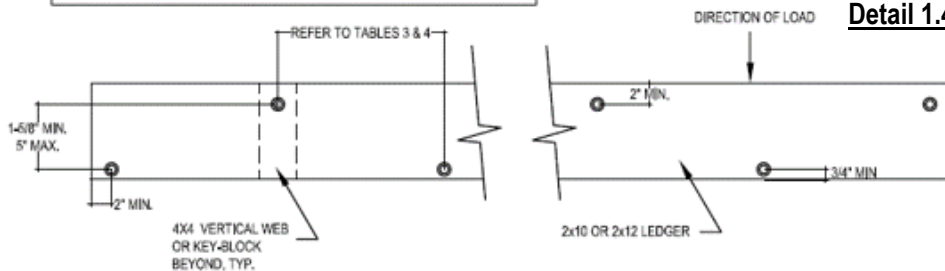 DIRECTION OF LOAD
Detail 1.4
REFER TO TABLES 3 & 4
2" MIN.
1-5/8" MIN.
5" MAX.
3/4" MIN
2" MIN.
4X4 VERTICAL WEB
OR KEY-BLOCK
BEYOND, TYP.
2x10 OR 2x12 LEDGER